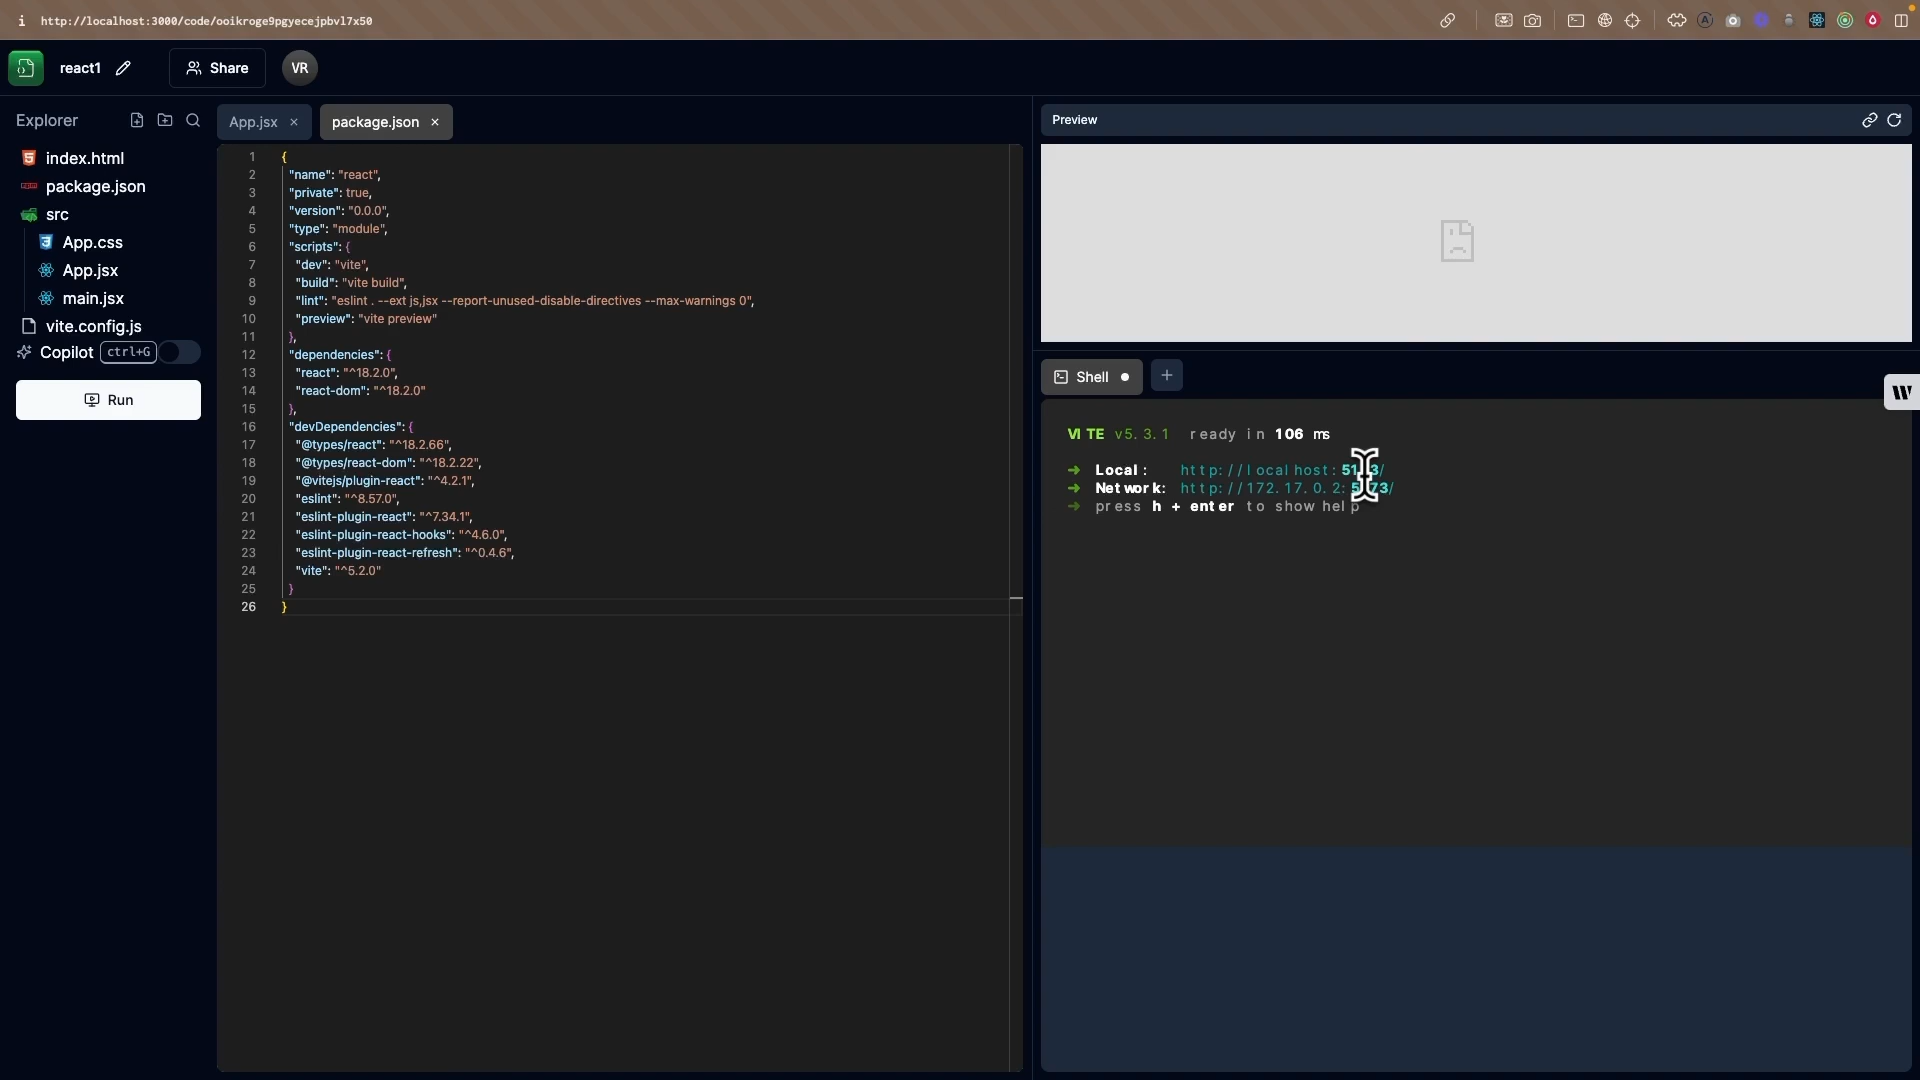 http://localhost:3000/code/ooikroge9pgyecejpbvl7x50
react1
Share
VR
Explorer
index.html
package.json
src
App.css
App.jsx
main.jsx
vite.config.js
Copilot ctrl+G
Run
App.jsx
package.json
1 {
2 "name": "react",
3 "private": true,
4 "version": "0.0.0",
5 "type": "module",
6 "scripts": {
7 "dev": "vite",
8 "build": "vite build",
9 "lint": "eslint . --ext js,jsx --report-unused-disable-directives --max-warnings 0",
10 "preview": "vite preview"
11 },
12 "dependencies": {
13 "react": "^18.2.0",
14 "react-dom": "^18.2.0"
15 },
16 "devDependencies": {
17 "@types/react": "^18.2.66",
18 "@types/react-dom": "^18.2.22",
19 "@vitejs/plugin-react": "^4.2.1",
20 "eslint": "^8.57.0",
21 "eslint-plugin-react": "^7.34.1",
22 "eslint-plugin-react-hooks": "^4.6.0",
23 "eslint-plugin-react-refresh": "^0.4.6",
24 "vite": "^5.2.0"
25 }
26 }
Preview
Shell
VITE v5.3.1 ready in 106 ms
➜ Local:
➜ Network:
➜ press h + enter to show help